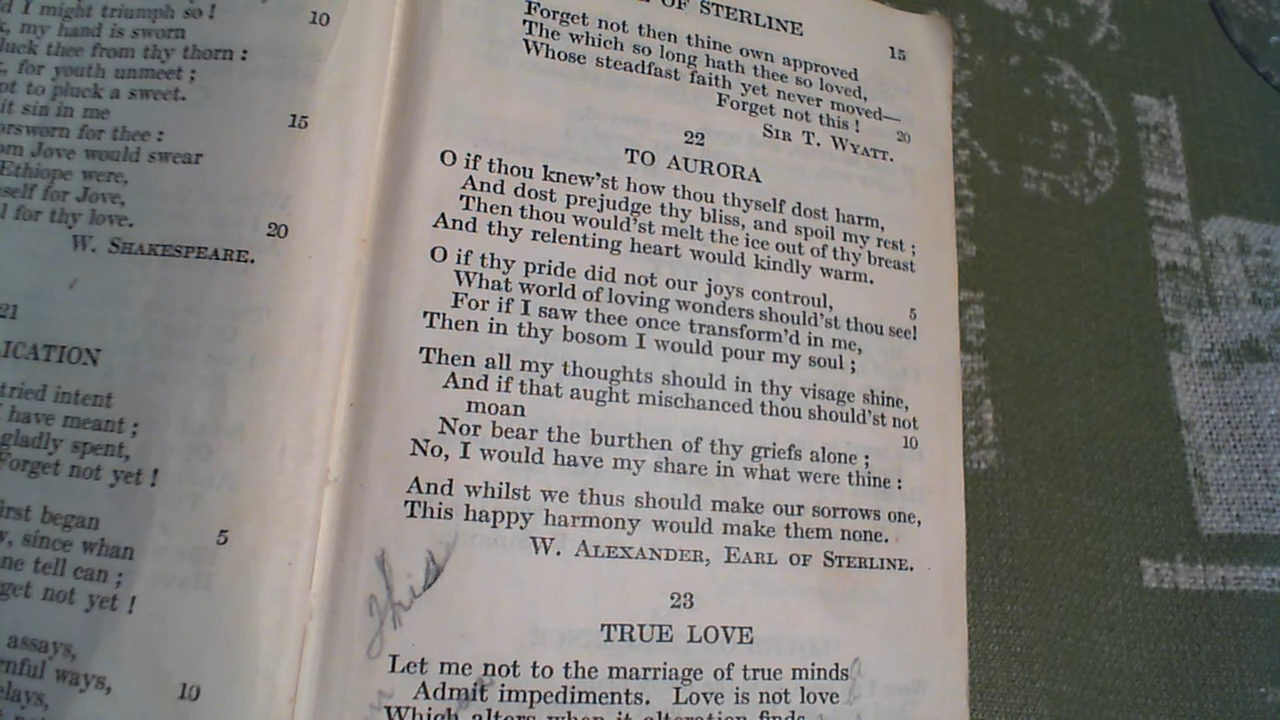 I might triumph so !
10
my hand is sworn
pluck thee from thy thorn :
for youth unmeet ;
to pluck a sweet.
it sin in me
15
forsworn for thee :
Jove would swear
Ethiope were,
for Jove,
for thy love.
20
W. SHAKESPEARE.
21
tried intent
have meant ;
gladly spent,
Forget not yet !
first began
5
since whan
tell can ;
not yet !
assays,
ways,
10
OF STERLINE
Forget not then thine own approved
15
The which so long hath thee so loved,
Whose steadfast faith yet never moved—
Forget not this !
20
SIR T. WYATT.
22
TO AURORA
O if thou knew'st how thou thyself dost harm,
And dost prejudge thy bliss, and spoil my rest ;
Then thou would'st melt the ice out of thy breast
And thy relenting heart would kindly warm.
O if thy pride did not our joys controul,
5
What world of loving wonders should'st thou see!
For if I saw thee once transform'd in me,
Then in thy bosom I would pour my soul ;
Then all my thoughts should in thy visage shine,
And if that aught mischanced thou should'st not
moan
10
Nor bear the burthen of thy griefs alone ;
No, I would have my share in what were thine :
And whilst we thus should make our sorrows one,
This happy harmony would make them none.
W. ALEXANDER, EARL OF STERLINE.
This
23
TRUE LOVE
Let me not to the marriage of true minds
Admit impediments. Love is not love
Which alters when it alteration finds